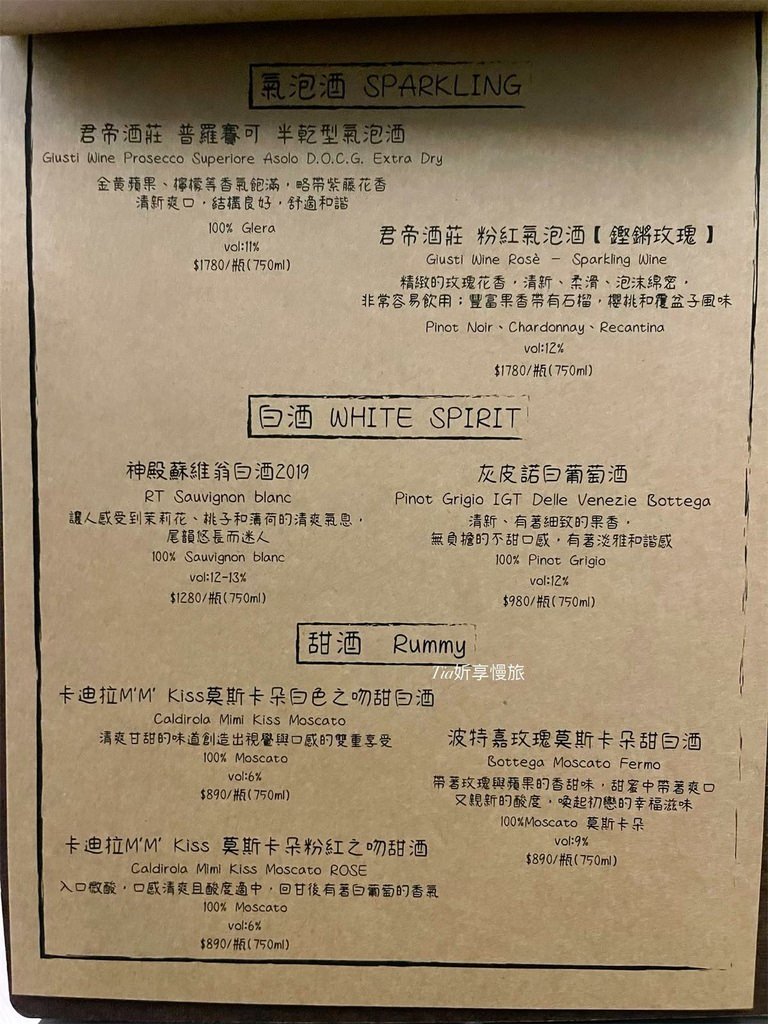 氣泡酒 SPARKLING
君帝酒莊 普羅賽可 半乾型氣泡酒
Giusti Wine Prosecco Superiore Asolo D.O.C.G. Extra Dry
金黃蘋果、檸檬等香氣飽滿，略帶紫藤花香
清新爽口，結構良好，舒適和諧
100% Glera
vol:11%
$1780/瓶(750ml)
君帝酒莊 粉紅氣泡酒【鏗鏘玫瑰】
Giusti Wine Rosè - Sparkling Wine
精緻的玫瑰花香，清新、柔滑、泡沫綿密，
非常容易飲用；豐富果香帶有石榴，櫻桃和覆盆子風味
Pinot Noir、Chardonnay、Recantina
vol:12%
$1780/瓶(750ml)
白酒 WHITE SPIRIT
神殿蘇維翁白酒2019
RT Sauvignon blanc
讓人感受到茉莉花、桃子和薄荷的清爽氣息，
尾韻悠長而迷人
100% Sauvignon blanc
vol:12-13%
$1280/瓶(750ml)
灰皮諾白葡萄酒
Pinot Grigio IGT Delle Venezie Bottega
清新、有著細致的果香，
無負擔的不甜口感，有著淡雅和諧感
100% Pinot Grigio
vol:12%
$980/瓶(750ml)
甜酒 Rummy
Tia妡享慢旅
卡迪拉M'M' Kiss莫斯卡朵白色之吻甜白酒
Caldirola Mimi Kiss Moscato
清爽甘甜的味道創造出視覺與口感的雙重享受
100% Moscato
vol:6%
$890/瓶(750ml)
波特嘉玫瑰莫斯卡朵甜白酒
Bottega Moscato Fermo
帶著玫瑰與蘋果的香甜味，甜蜜中帶著爽口
又親新的酸度，喚起初戀的幸福滋味
100%Moscato 莫斯卡朵
vol:9%
$890/瓶(750ml)
卡迪拉M'M' Kiss 莫斯卡朵粉紅之吻甜酒
Caldirola Mimi Kiss Moscato ROSE
入口微酸，口感清爽且酸度適中，回甘後有著白葡萄的香氣
100% Moscato
vol:6%
$890/瓶(750ml)